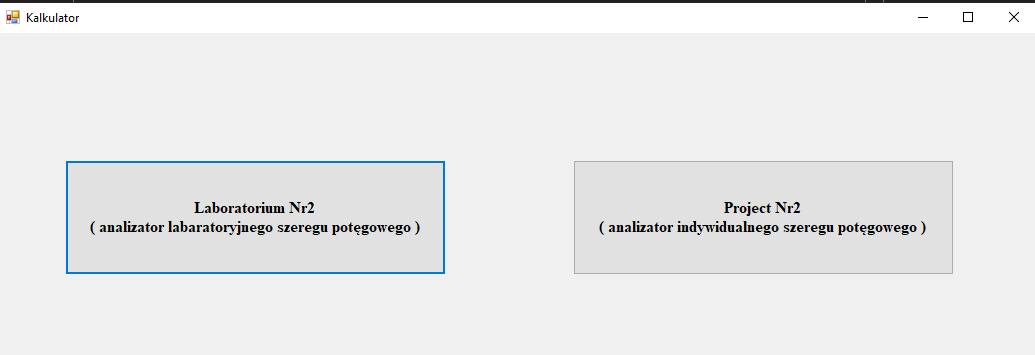 Kalkulator
Laboratorium Nr2
( analizator labaratoryjnego szeregu potęgowego )
Project Nr2
( analizator indywidualnego szeregu potęgowego )